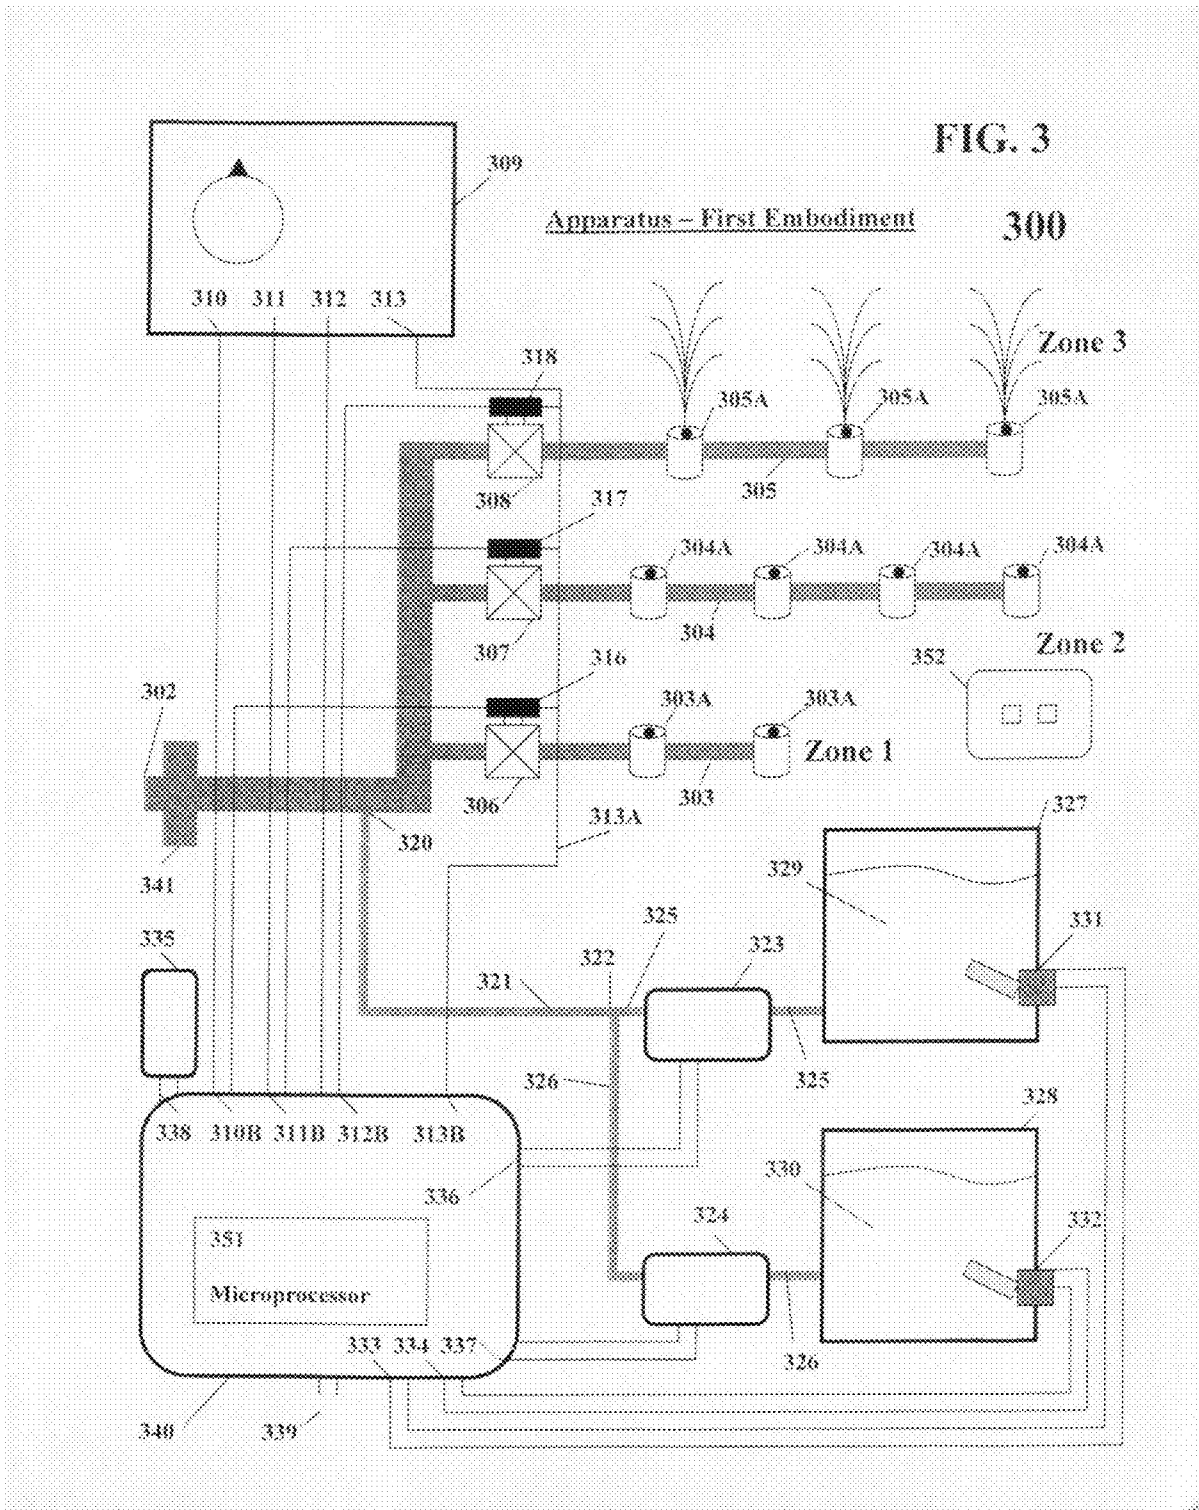 FIG. 3
309
Apparatus – First Embodiment
300
310 311 312 313
Zone 3
318
305A 305A 305A
308
305
317
304A 304A 304A 304A
307
304
Zone 2
316
352
302
303A 303A
Zone 1
306
303
327
320
313A
341
329
335
325
323
331
322
321
326
325
328
338 310B 311B 312B 313B
330
336
324
332
351
Microprocessor
333 334 337
326
340
339